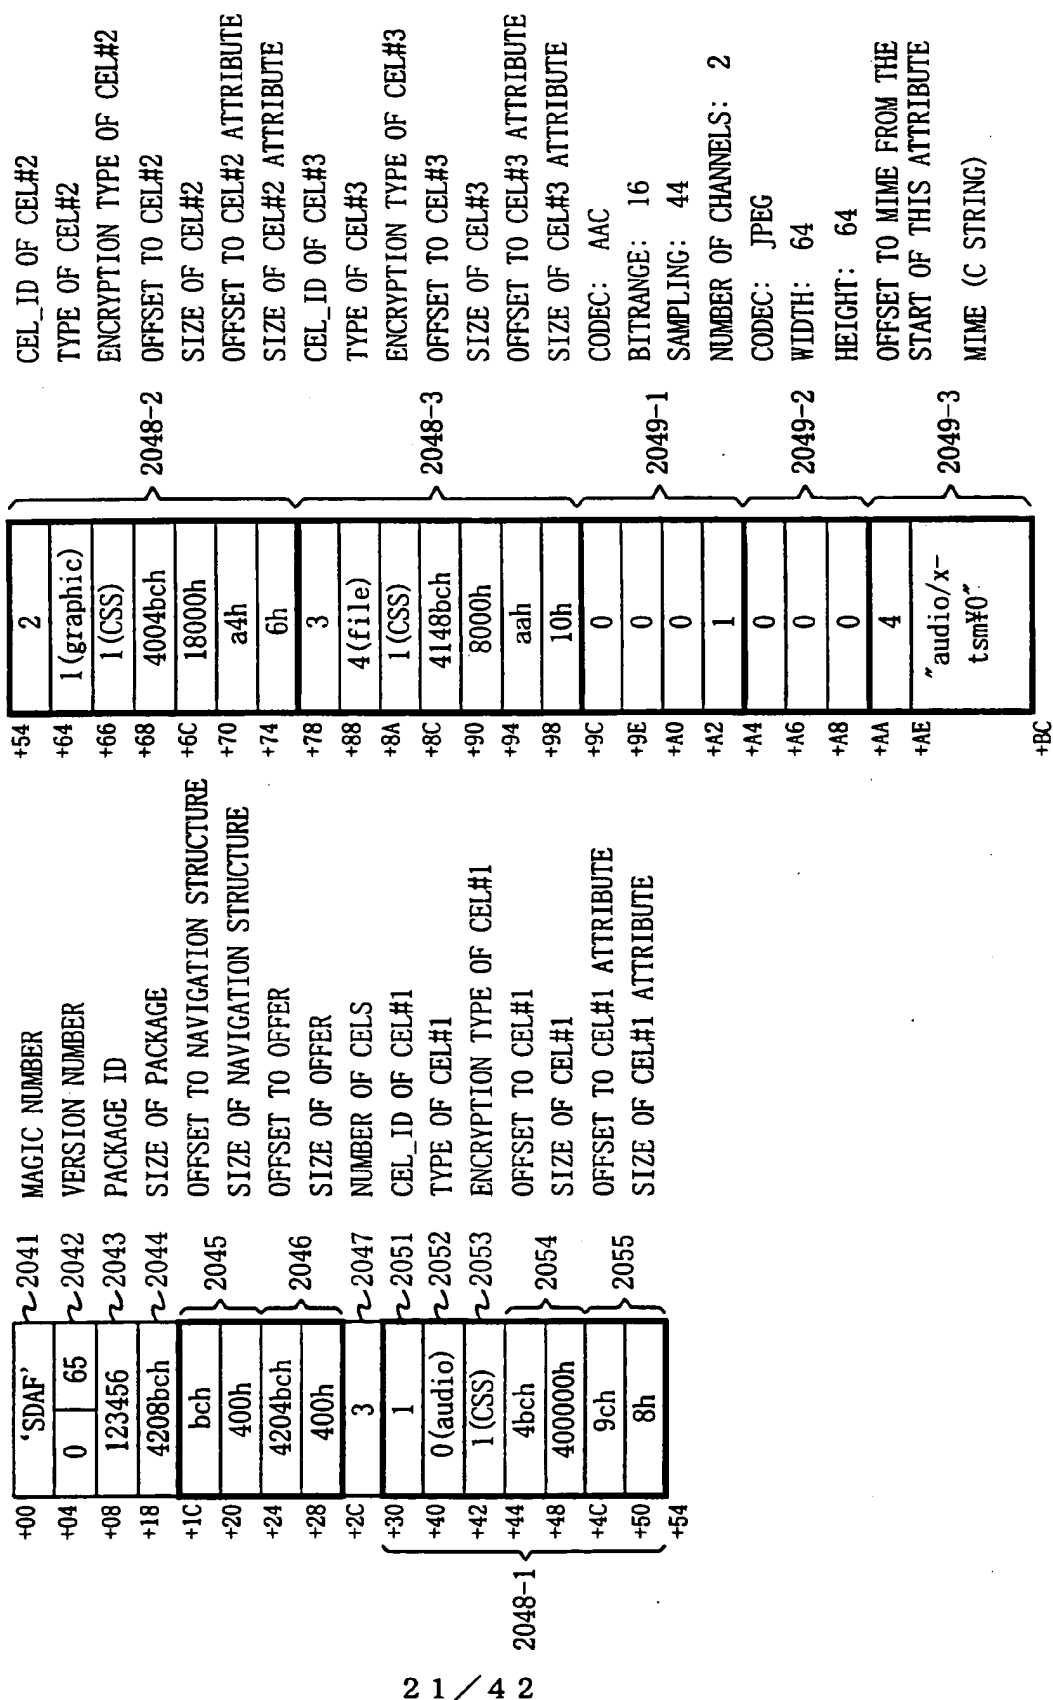 +00 'SDAF' 2041 MAGIC NUMBER
+04 0 65 2042 VERSION NUMBER
+08 123456 2043 PACKAGE ID
+18 4208bch 2044 SIZE OF PACKAGE
+1C bch OFFSET TO NAVIGATION STRUCTURE
2045
+20 400h SIZE OF NAVIGATION STRUCTURE
+24 4204bch OFFSET TO OFFER
2046
+28 400h SIZE OF OFFER
+2C 3 2047 NUMBER OF CELS
+30 1 2051 CEL_ID OF CEL#1
+40 0(audio) 2052 TYPE OF CEL#1
+42 1(CSS) 2053 ENCRYPTION TYPE OF CEL#1
+44 4bch OFFSET TO CEL#1
2054
+48 400000h SIZE OF CEL#1
+4C 9ch OFFSET TO CEL#1 ATTRIBUTE
2055
+50 8h SIZE OF CEL#1 ATTRIBUTE
+54
2048-1
+54 2 CEL_ID OF CEL#2
+64 1(graphic) TYPE OF CEL#2
+66 1(CSS) ENCRYPTION TYPE OF CEL#2
+68 4004bch OFFSET TO CEL#2
2048-2
+6C 18000h SIZE OF CEL#2
+70 a4h OFFSET TO CEL#2 ATTRIBUTE
+74 6h SIZE OF CEL#2 ATTRIBUTE
+78 3 CEL_ID OF CEL#3
+88 4(file) TYPE OF CEL#3
+8A 1(CSS) ENCRYPTION TYPE OF CEL#3
+8C 4148bch OFFSET TO CEL#3
2048-3
+90 8000h SIZE OF CEL#3
+94 aah OFFSET TO CEL#3 ATTRIBUTE
+98 10h SIZE OF CEL#3 ATTRIBUTE
+9C 0 CODEC: AAC
+9E 0 BITRANGE: 16
2049-1
+A0 0 SAMPLING: 44
+A2 1 NUMBER OF CHANNELS: 2
+A4 0 CODEC: JPEG
+A6 0 WIDTH: 64
2049-2
+A8 0 HEIGHT: 64
+AA 4 OFFSET TO MIME FROM THE
START OF THIS ATTRIBUTE
2049-3
+AE "audio/x-
tsm¥0" MIME (C STRING)
+BC
21/42